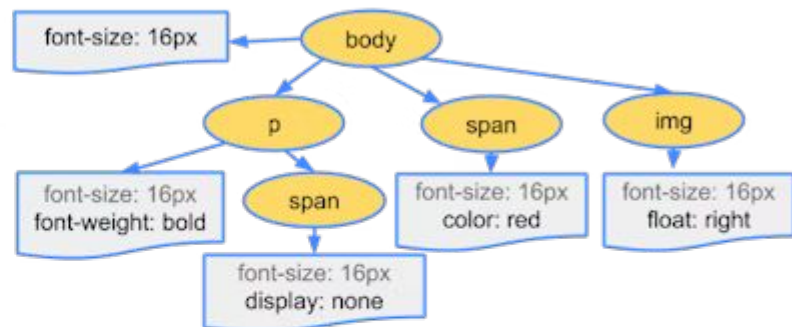 font-size: 16px
body
p
span
img
font-size: 16px
font-weight: bold
span
font-size: 16px
color: red
font-size: 16px
float: right
font-size: 16px
display: none